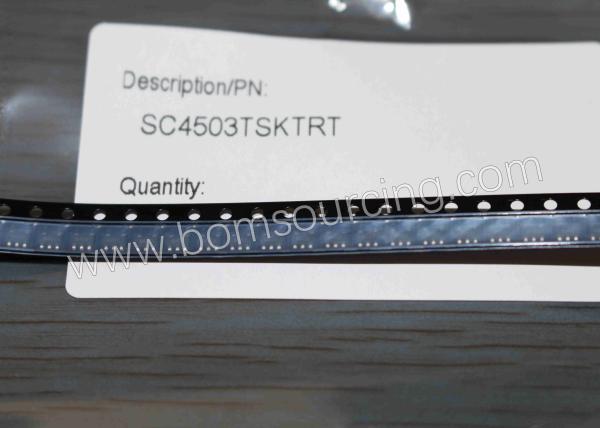 Description/PN:
SC4503TSKTRT
Quantity:
www.bomsourcing.com